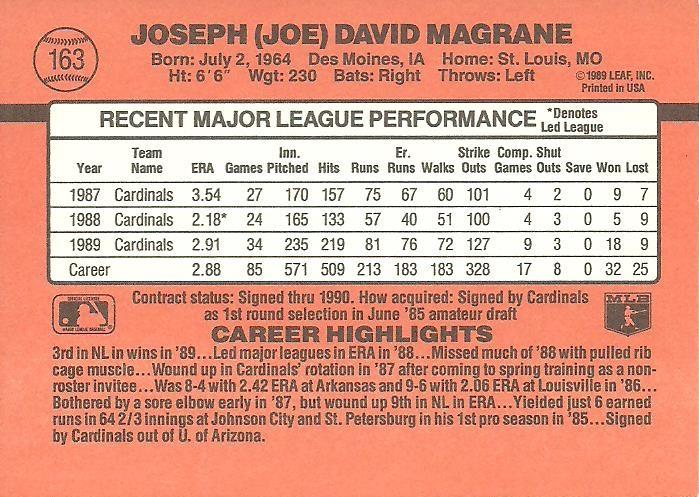 163
JOSEPH (JOE) DAVID MAGRANE
Born: July 2, 1964 Des Moines, IA Home: St. Louis, MO
Ht: 6'6" Wgt: 230 Bats: Right Throws: Left
©1989 LEAF, INC.
Printed in USA
RECENT MAJOR LEAGUE PERFORMANCE *Denotes Led League
Year Team Name ERA Games Inn. Pitched Hits Runs Er. Runs Walks Strike Outs Comp. Games Shut Outs Save Won Lost
1987 Cardinals 3.54 27 170 157 75 67 60 101 4 2 0 9 7
1988 Cardinals 2.18* 24 165 133 57 40 51 100 4 3 0 5 9
1989 Cardinals 2.91 34 235 219 81 76 72 127 9 3 0 18 9
Career 2.88 85 571 509 213 183 183 328 17 8 0 32 25
Contract status: Signed thru 1990. How acquired: Signed by Cardinals
as 1st round selection in June '85 amateur draft
MLB
CAREER HIGHLIGHTS
3rd in NL in wins in '89...Led major leagues in ERA in '88...Missed much of '88 with pulled rib
cage muscle...Wound up in Cardinals' rotation in '87 after coming to spring training as a non-
roster invitee...Was 8-4 with 2.42 ERA at Arkansas and 9-6 with 2.06 ERA at Louisville in '86...
Bothered by a sore elbow early in '87, but wound up 9th in NL in ERA...Yielded just 6 earned
runs in 64 2/3 innings at Johnson City and St. Petersburg in his 1st pro season in '85...Signed
by Cardinals out of U. of Arizona.